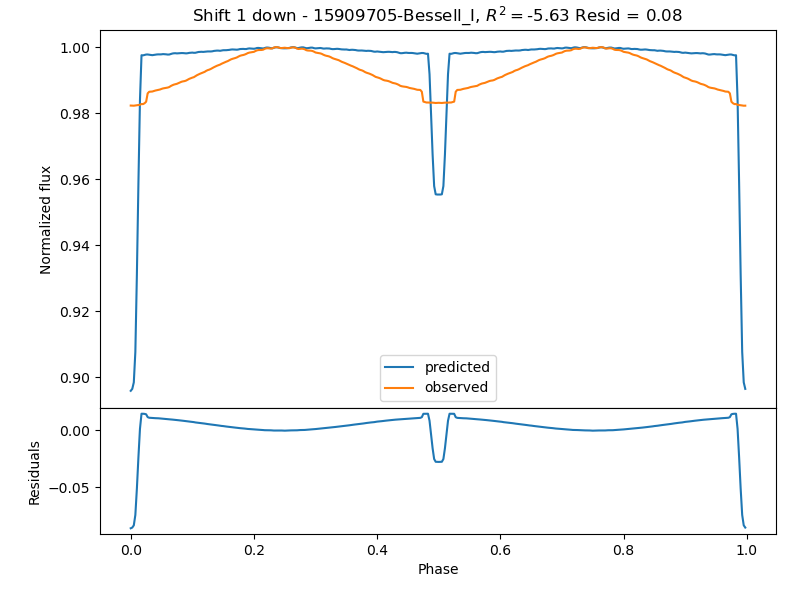 Shift 1 down - 15909705-Bessell_I, $R^2 = $-5.63 Resid = 0.08
1.00
0.98
0.96
0.94
0.92
0.90
Normalized flux
predicted
observed
0.00
−0.05
Residuals
0.0 0.2 0.4 0.6 0.8 1.0
Phase